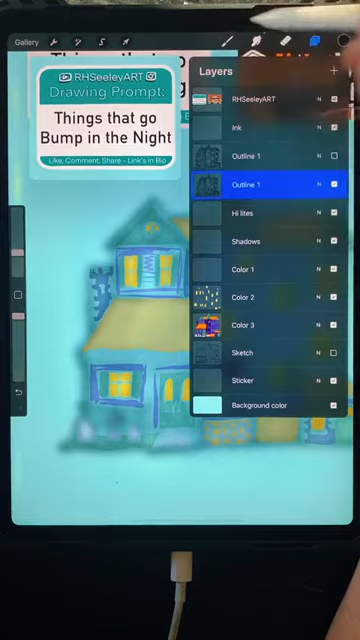 Gallery
RHSeeleyART
Drawing Prompt:
Things that go
Bump in the Night
Like, Comment, Share - Link's in Bio
Layers
RHSeeleyART N
Ink N
Outline 1 N
Outline 1 N
Hi lites N
Shadows N
Color 1 N
Color 2 N
Color 3 N
Sketch N
Sticker N
Background color